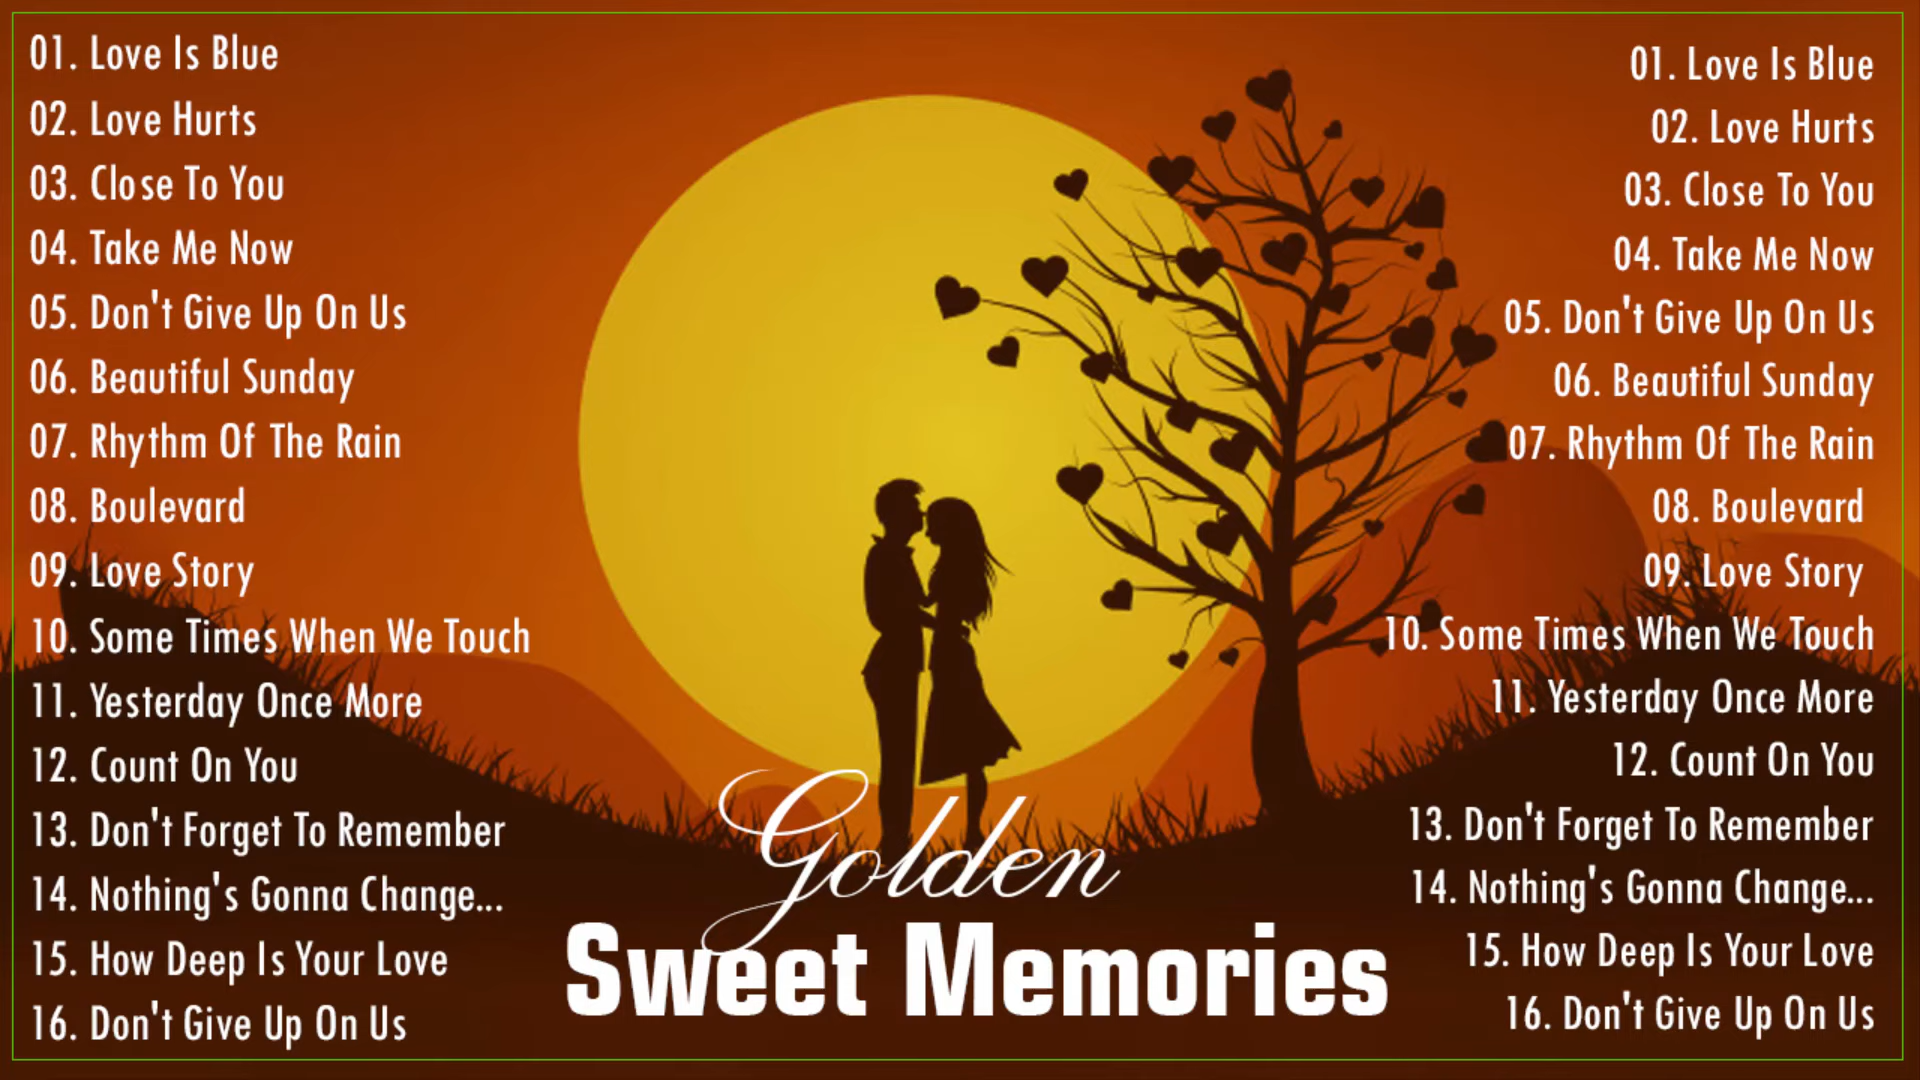 01. Love Is Blue
02. Love Hurts
03. Close To You
04. Take Me Now
05. Don't Give Up On Us
06. Beautiful Sunday
07. Rhythm Of The Rain
08. Boulevard
09. Love Story
10. Some Times When We Touch
11. Yesterday Once More
12. Count On You
13. Don't Forget To Remember
14. Nothing's Gonna Change...
15. How Deep Is Your Love
16. Don't Give Up On Us
Golden
Sweet Memories
01. Love Is Blue
02. Love Hurts
03. Close To You
04. Take Me Now
05. Don't Give Up On Us
06. Beautiful Sunday
07. Rhythm Of The Rain
08. Boulevard
09. Love Story
10. Some Times When We Touch
11. Yesterday Once More
12. Count On You
13. Don't Forget To Remember
14. Nothing's Gonna Change...
15. How Deep Is Your Love
16. Don't Give Up On Us